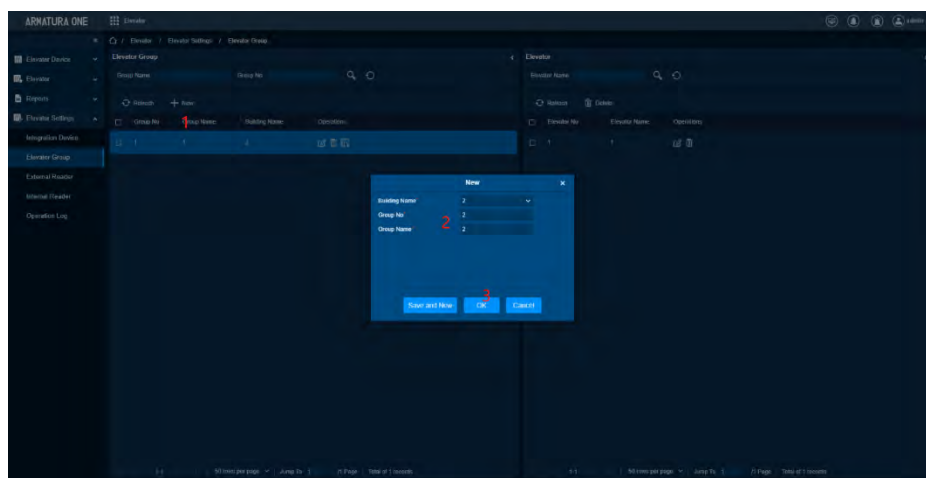 ARMATURA ONE
Elevator
admin
/ Elevator / Elevator Settings / Elevator Group
Elevator Device
Elevator
Reports
Elevator Settings
Integration Device
Elevator Group
External Reader
Internal Reader
Operation Log
Elevator Group
Group Name
Group No
Refresh
New
1
Group No
Group Name
Building Name
Operations
1 1
50 rows per page
Jump To 1
/1 Page
Total of 1 records
Elevator
Elevator Name
Refresh
Delete
Elevator No
Elevator Name
Operations
1 1
50 rows per page
Jump To 1
/1 Page
Total of 1 records
New
×
Building Name 2
Group No 2
Group Name 2
2
3
Save and New
OK
Cancel